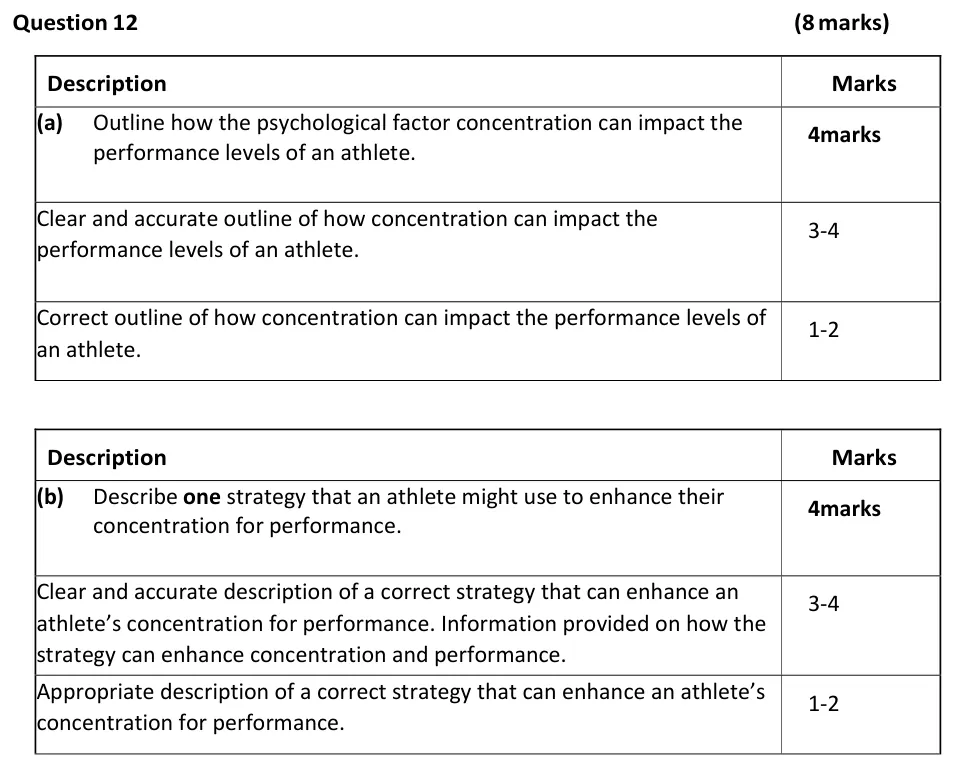 Question 12 (8 marks)
Description Marks
(a) Outline how the psychological factor concentration can impact the
performance levels of an athlete.
4marks
Clear and accurate outline of how concentration can impact the
performance levels of an athlete.
3-4
Correct outline of how concentration can impact the performance levels of
an athlete.
1-2
Description Marks
(b) Describe one strategy that an athlete might use to enhance their
concentration for performance.
4marks
Clear and accurate description of a correct strategy that can enhance an
athlete’s concentration for performance. Information provided on how the
strategy can enhance concentration and performance.
3-4
Appropriate description of a correct strategy that can enhance an athlete’s
concentration for performance.
1-2